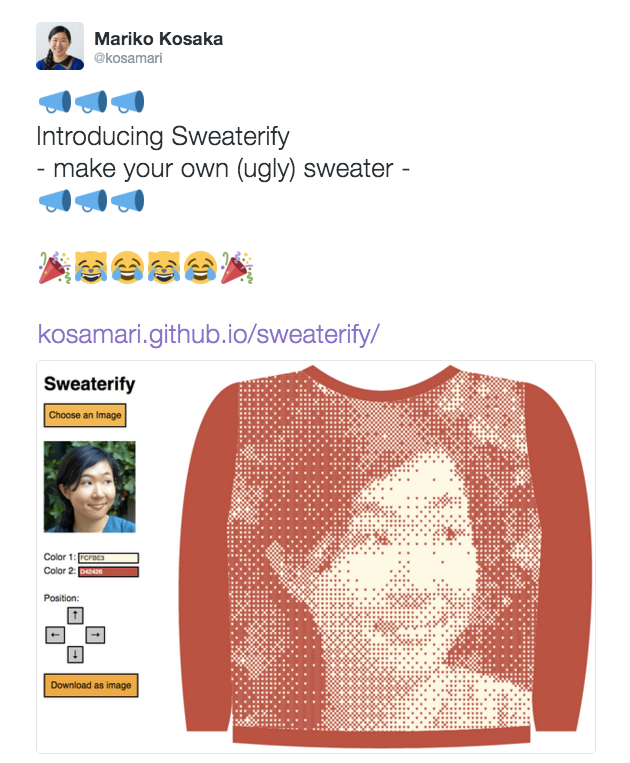 Mariko Kosaka
@kosamari
📣📣📣
Introducing Sweaterify
- make your own (ugly) sweater -
📣📣📣
🎉😹😂😹😂🎉
kosamari.github.io/sweaterify/
Sweaterify
Choose an Image
Color 1: FCFBE3
Color 2: D42426
Position:
↑
← →
↓
Download as image